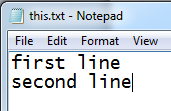 this.txt - Notepad
File Edit Format View
first line
second line